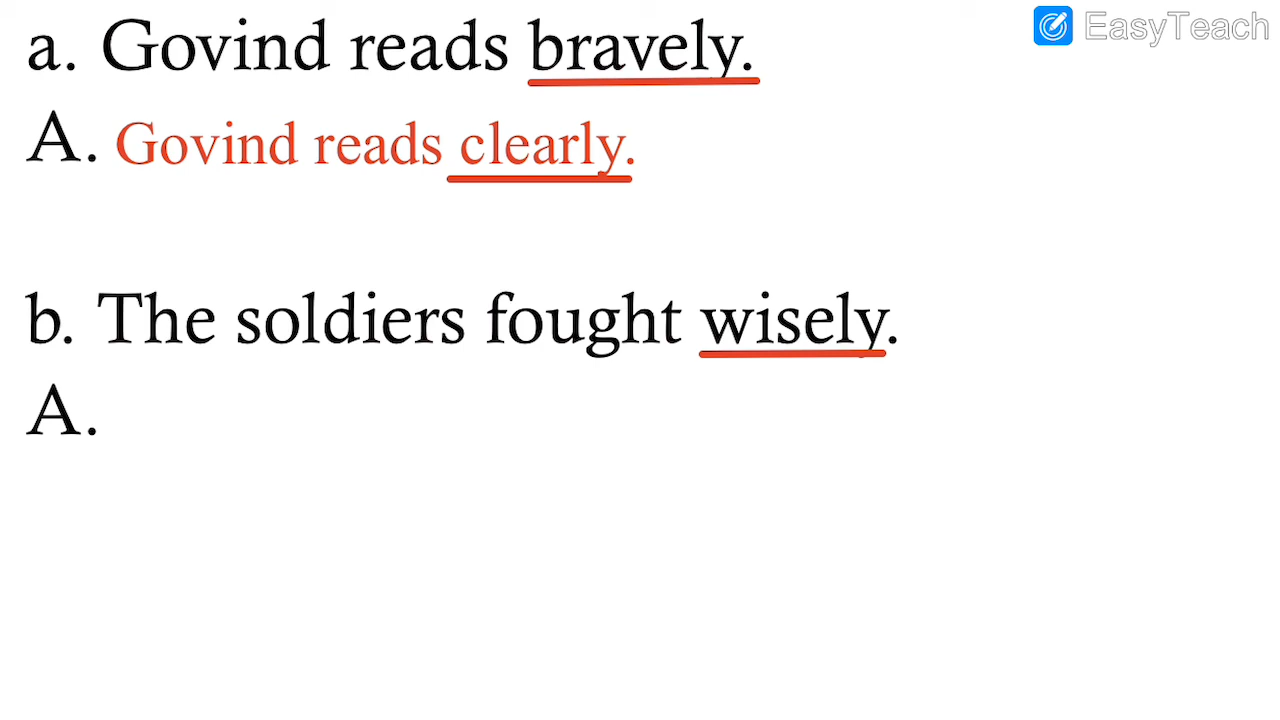 EasyTeach
a. Govind reads bravely.
A. Govind reads clearly.
b. The soldiers fought wisely.
A.